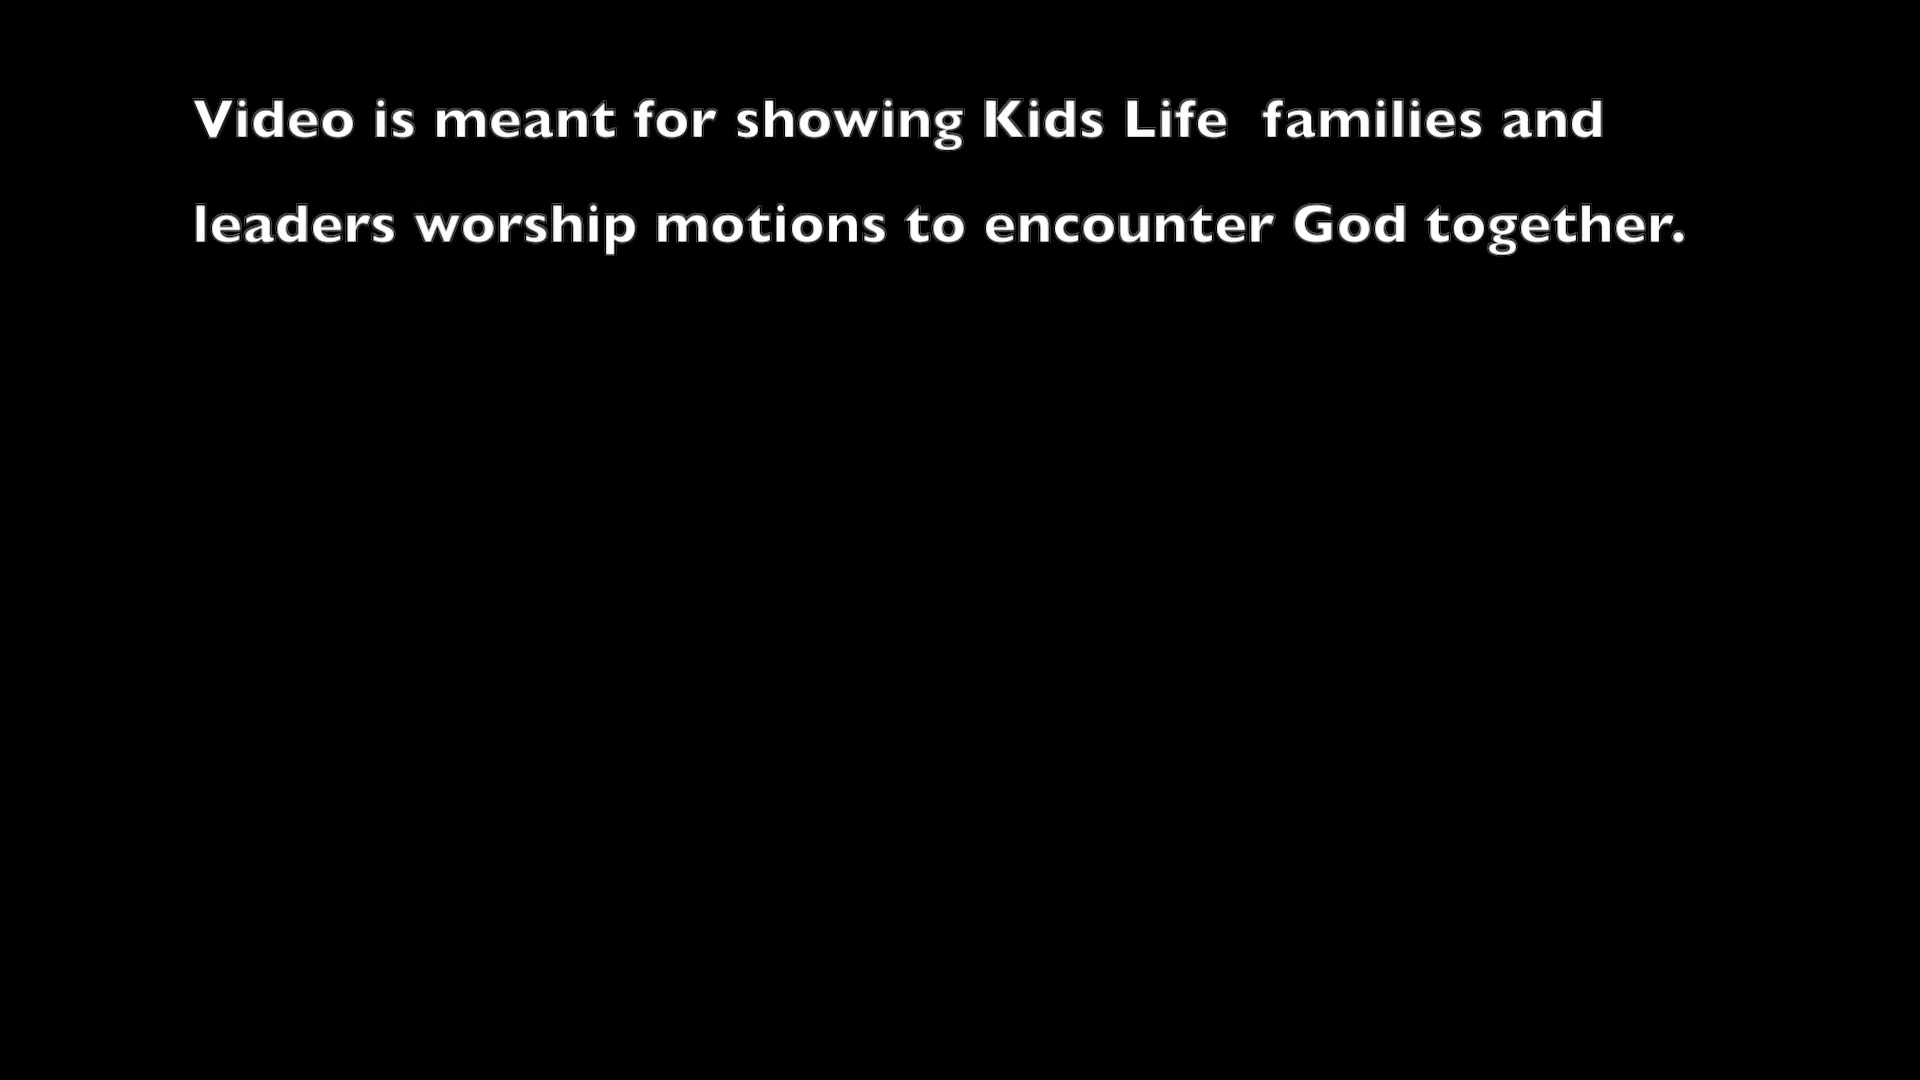 Video is meant for showing Kids Life  families and
leaders worship motions to encounter God together.